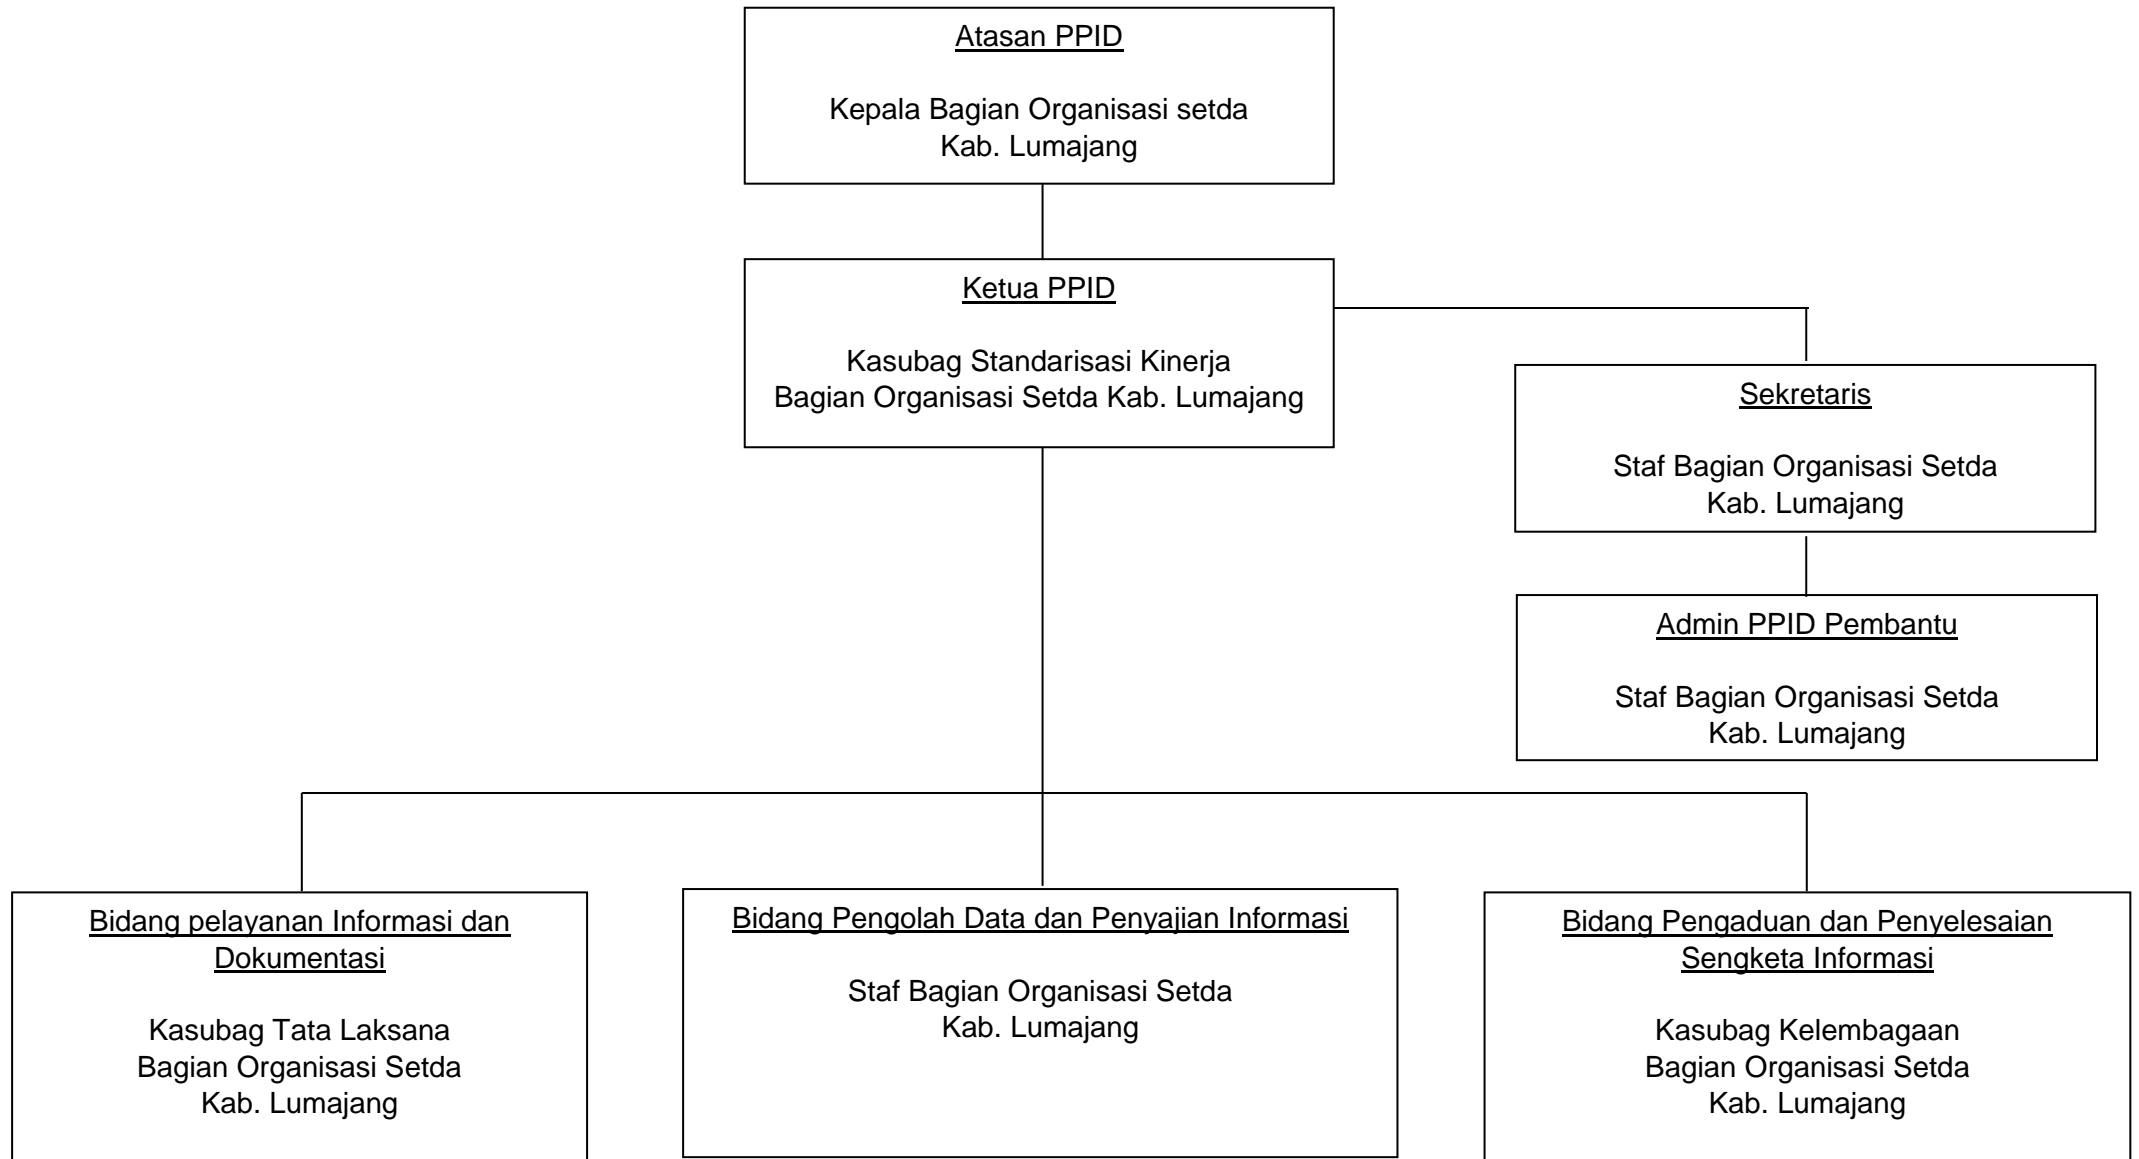 Atasan PPID
Kepala Bagian Organisasi setda
Kab. Lumajang
Ketua PPID
Kasubag Standarisasi Kinerja
Bagian Organisasi Setda Kab. Lumajang
Sekretaris
Staf Bagian Organisasi Setda
Kab. Lumajang
Admin PPID Pembantu
Staf Bagian Organisasi Setda
Kab. Lumajang
Bidang pelayanan Informasi dan
Dokumentasi
Kasubag Tata Laksana
Bagian Organisasi Setda
Kab. Lumajang
Bidang Pengolah Data dan Penyajian Informasi
Staf Bagian Organisasi Setda
Kab. Lumajang
Bidang Pengaduan dan Penyelesaian
Sengketa Informasi
Kasubag Kelembagaan
Bagian Organisasi Setda
Kab. Lumajang